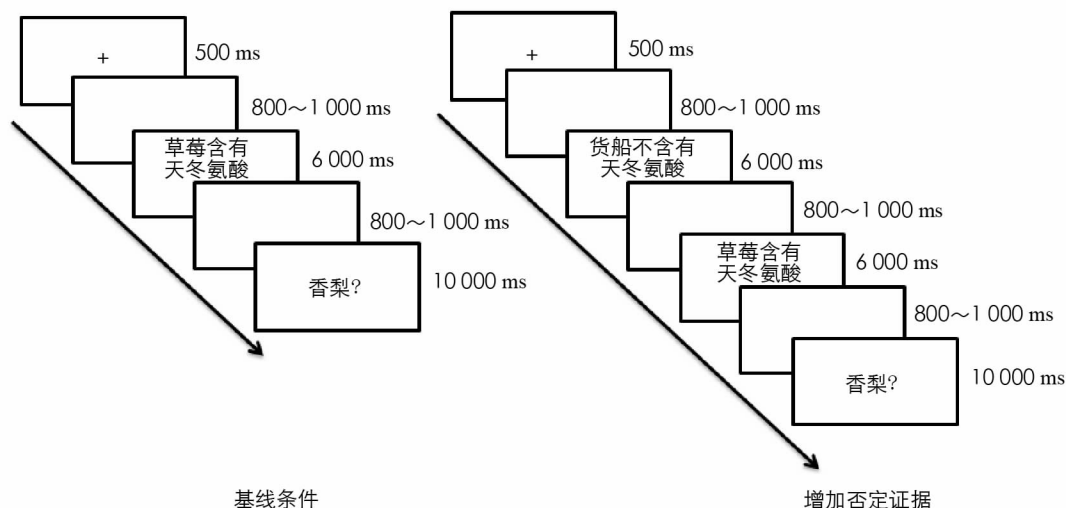 +
500 ms
800～1 000 ms
草莓含有
天冬氨酸
6 000 ms
800～1 000 ms
香梨?
10 000 ms
基线条件
+
500 ms
800～1 000 ms
货船不含有
天冬氨酸
6 000 ms
800～1 000 ms
草莓含有
天冬氨酸
6 000 ms
800～1 000 ms
香梨?
10 000 ms
增加否定证据